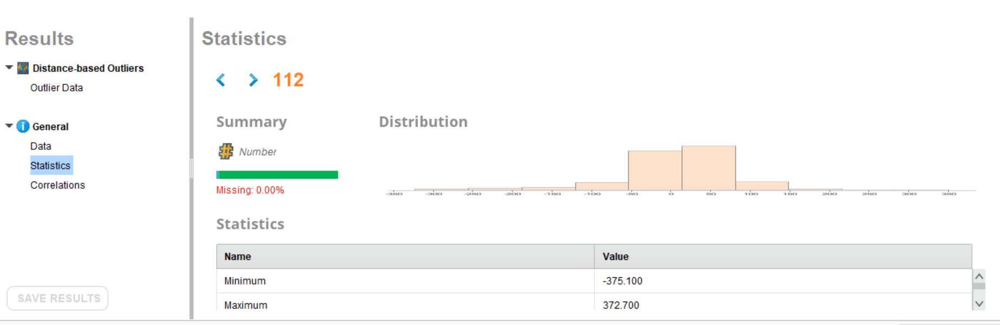 Results
Distance-based Outliers
Outlier Data
General
Data
Statistics
Correlations
SAVE RESULTS
Statistics
112
Summary
Number
Missing: 0.00%
Distribution
-350 -300 -250 -200 -150 -100 -50 0 50 100 150 200 250 300 350
Statistics
Name Value
Minimum -375.100
Maximum 372.700